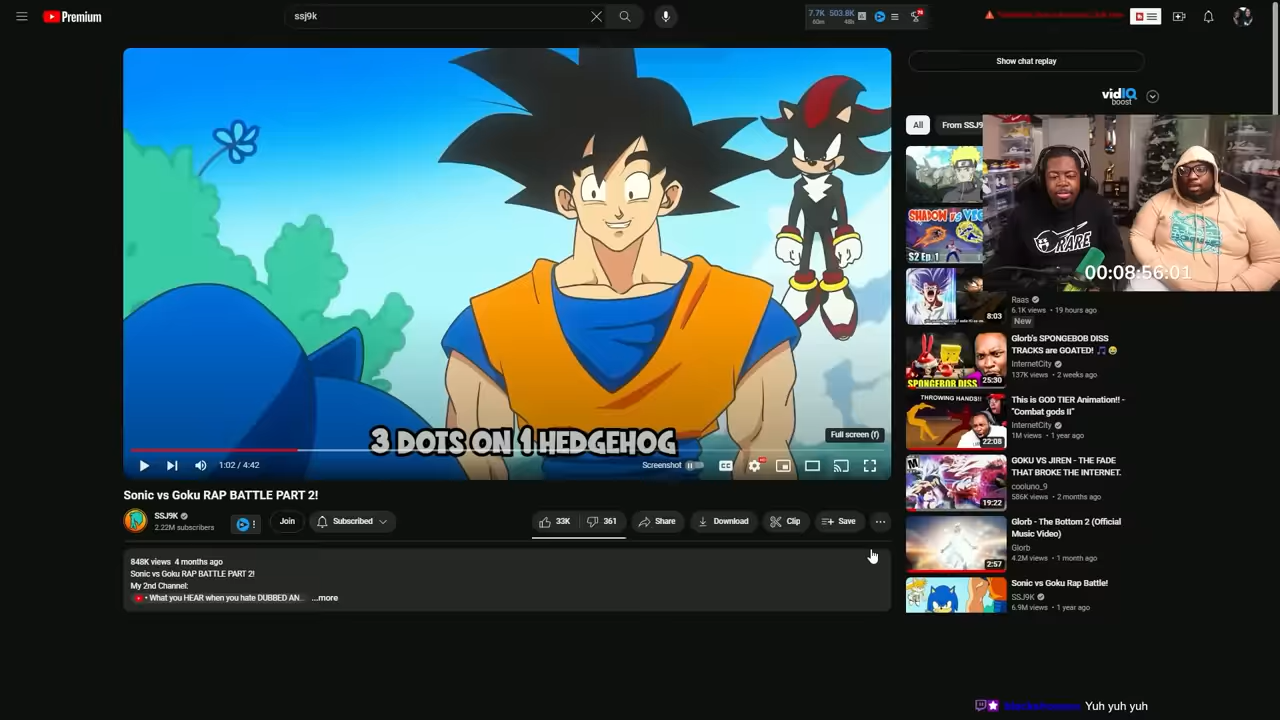 Premium
ssj9k
7.7K 503.8K
60m 48h
Show chat replay
vidIQ
boost
All From SSJ9
SHADOW VS VEG
S2 Ep 1
00:08:56:01
RARE
8:03
Raas
6.1K views • 19 hours ago
New
Glorb's SPONGEBOB DISS
TRACKS are GOATED! 🎵 😂
InternetCity
137K views • 2 weeks ago
SPONGEBOB DISS
25:30
THROWING HANDS!!
This is GOD TIER Animation!! -
"Combat gods II"
InternetCity
1M views • 1 year ago
22:08
GOKU VS JIREN - THE FADE
THAT BROKE THE INTERNET.
cooluno_9
586K views • 2 months ago
19:22
Glorb - The Bottom 2 (Official
Music Video)
Glorb
4.2M views • 1 month ago
2:57
Sonic vs Goku Rap Battle!
SSJ9K
6.9M views • 1 year ago
3 DOTS ON 1 HEDGEHOG
Full screen (f)
1:02 / 4:42
Screenshot
CC
HD
Sonic vs Goku RAP BATTLE PART 2!
SSJ9K
2.22M subscribers
Join
Subscribed
33K
361
Share
Download
Clip
Save
848K views 4 months ago
Sonic vs Goku RAP BATTLE PART 2!
My 2nd Channel:
• What you HEAR when you hate DUBBED AN... ...more
Yuh yuh yuh